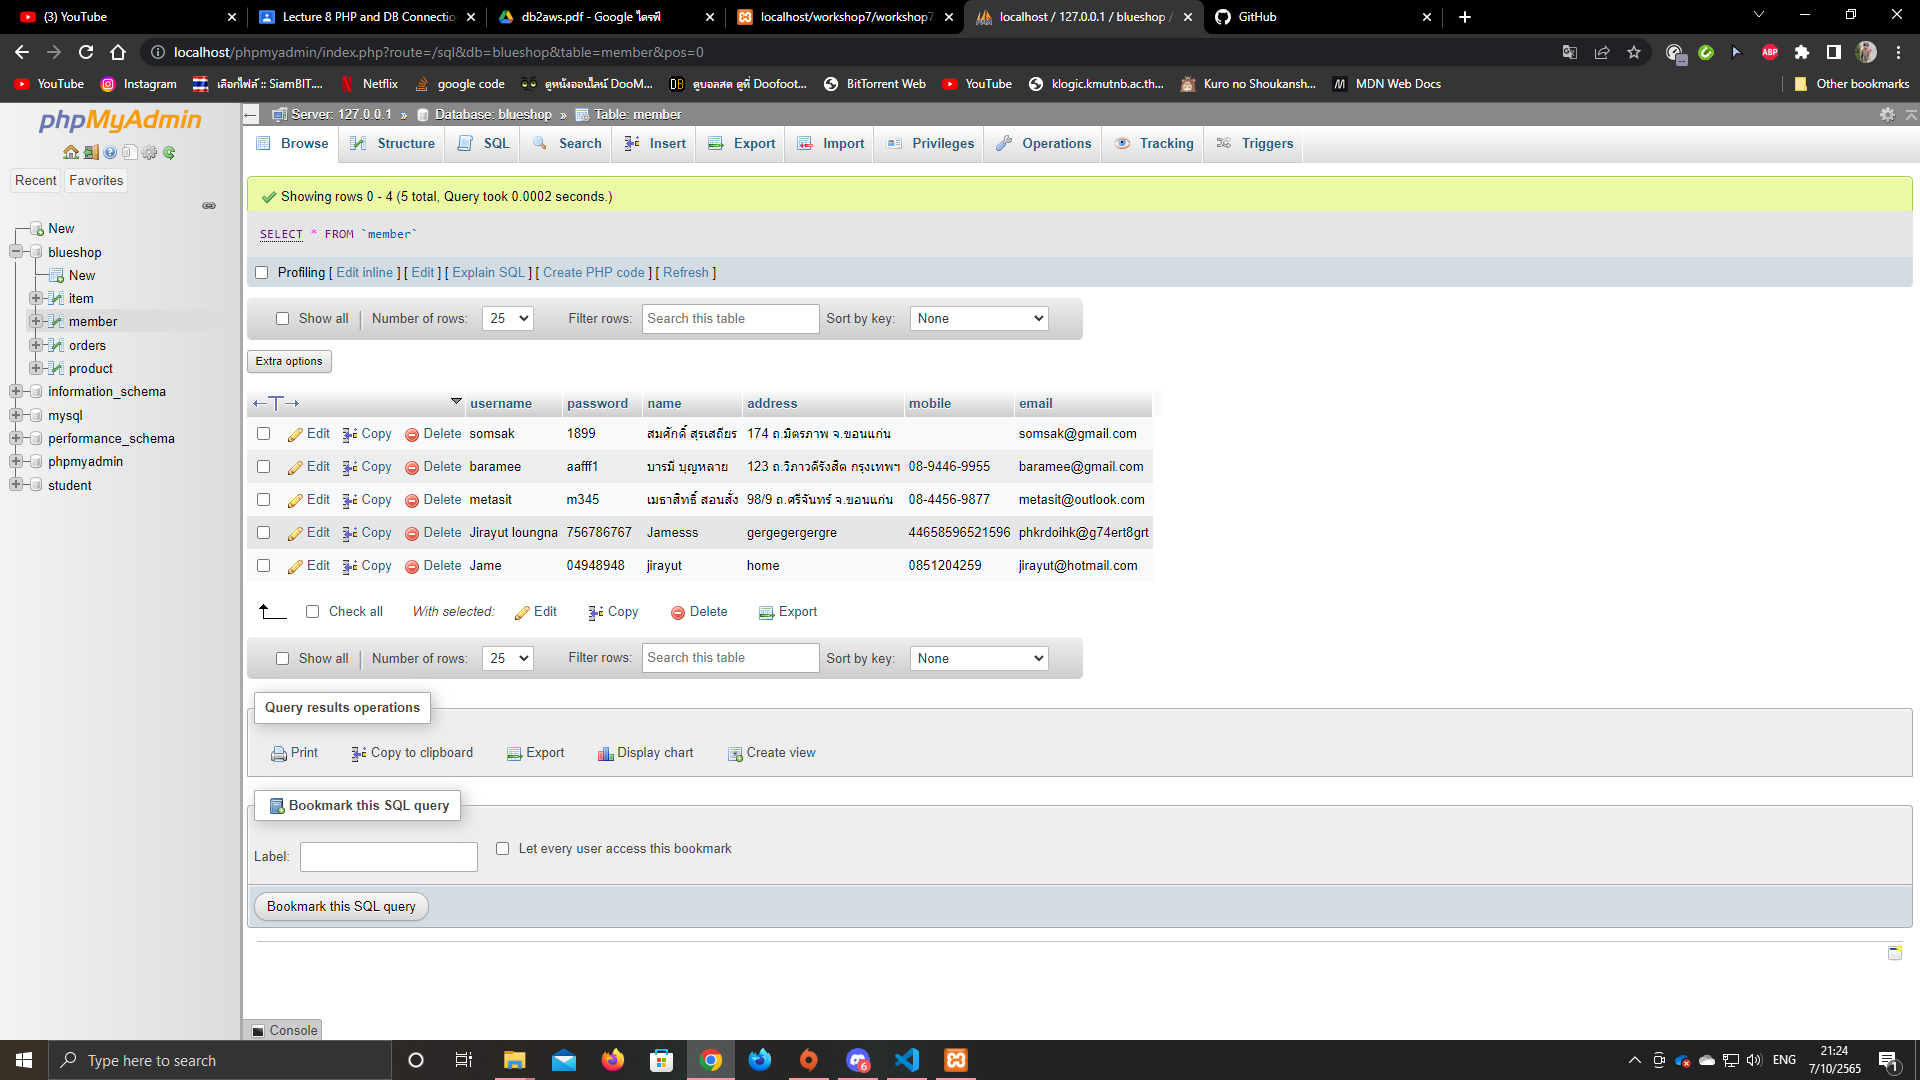 (3) YouTube
Lecture 8 PHP and DB Connectio
db2aws.pdf - Google ไดรฟ์
localhost/workshop7/workshop7
localhost / 127.0.0.1 / blueshop /
GitHub
localhost/phpmyadmin/index.php?route=/sql&db=blueshop&table=member&pos=0
YouTube
Instagram
เลือกไฟล์ :: SiamBIT....
Netflix
google code
ดูหนังออนไลน์ DooM...
ดูบอลสด ดูที่ Doofoot...
BitTorrent Web
YouTube
klogic.kmutnb.ac.th...
Kuro no Shoukansh...
MDN Web Docs
Other bookmarks
phpMyAdmin
Recent Favorites
New
blueshop
New
item
member
orders
product
information_schema
mysql
performance_schema
phpmyadmin
student
Server: 127.0.0.1 » Database: blueshop » Table: member
Browse Structure SQL Search Insert Export Import Privileges Operations Tracking Triggers
Showing rows 0 - 4 (5 total, Query took 0.0002 seconds.)
SELECT * FROM `member`
Profiling [ Edit inline ] [ Edit ] [ Explain SQL ] [ Create PHP code ] [ Refresh ]
Show all Number of rows: 25 Filter rows: Search this table Sort by key: None
Extra options
username password name address mobile email
Edit Copy Delete somsak 1899 สมศักดิ์ สุรเสถียร 174 ถ.มิตรภาพ จ.ขอนแก่น somsak@gmail.com
Edit Copy Delete baramee aafff1 บารมี บุญหลาย 123 ถ.วิภาวดีรังสิต กรุงเทพฯ 08-9446-9955 baramee@gmail.com
Edit Copy Delete metasit m345 เมธาสิทธิ์ สอนสั่ง 98/9 ถ.ศรีจันทร์ จ.ขอนแก่น 08-4456-9877 metasit@outlook.com
Edit Copy Delete Jirayut loungna 756786767 Jamesss gergegergergre 44658596521596 phkrdoihk@g74ert8grt
Edit Copy Delete Jame 04948948 jirayut home 0851204259 jirayut@hotmail.com
Check all With selected: Edit Copy Delete Export
Show all Number of rows: 25 Filter rows: Search this table Sort by key: None
Query results operations
Print Copy to clipboard Export Display chart Create view
Bookmark this SQL query
Label: Let every user access this bookmark
Bookmark this SQL query
Console
Type here to search
6
ENG
21:24
7/10/2565
1